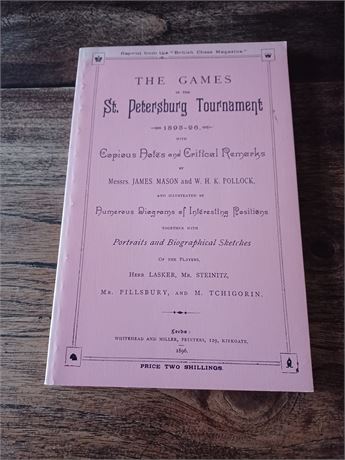 Reprint from the "British Chess Magazine"
THE GAMES
IN THE
St. Petersburg Tournament
1895-96,
WITH
Copious Notes and Critical Remarks
BY
Messrs. JAMES MASON and W. H. K. POLLOCK,
AND ILLUSTRATED BY
Numerous Diagrams of Interesting Positions
TOGETHER WITH
Portraits and Biographical Sketches
OF THE PLAYERS,
HERR LASKER, MR. STEINITZ,
MR. PILLSBURY, AND M. TCHIGORIN.
Leeds:
WHITEHEAD AND MILLER, PRINTERS, 129, KIRKGATE.
1896.
PRICE TWO SHILLINGS.